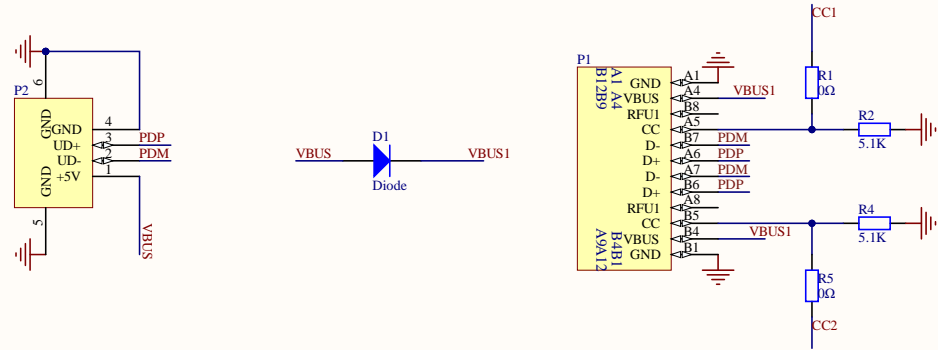 P2
6
GND
4
GND
3
UD+
PDP
2
UD-
PDM
1
+5V
GND
5
VBUS
D1
VBUS
VBUS1
Diode
P1
A1 A4
B12B9
A1
GND
A4
VBUS
VBUS1
B8
RFU1
A5
CC
B7
D-
PDM
A6
D+
PDP
A7
D-
PDM
B6
D+
PDP
A8
RFU1
B5
CC
B4
VBUS
VBUS1
B1
GND
B4B1
A9A12
CC1
R1
0Ω
R2
5.1K
R4
5.1K
R5
0Ω
CC2